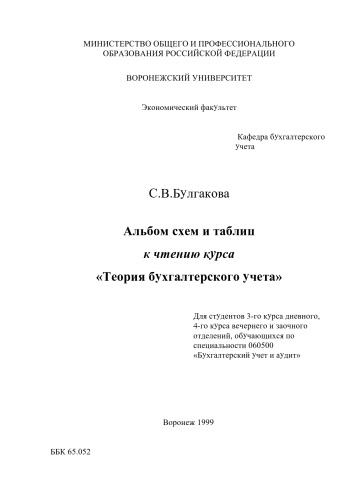 МИНИСТЕРСТВО ОБЩЕГО И ПРОФЕССИОНАЛЬНОГО
ОБРАЗОВАНИЯ РОССИЙСКОЙ ФЕДЕРАЦИИ
ВОРОНЕЖСКИЙ УНИВЕРСИТЕТ
Экономический факультет
Кафедра бухгалтерского
учета
С.В.Булгакова
Альбом схем и таблиц
к чтению курса
«Теория бухгалтерского учета»
Для студентов 3-го курса дневного,
4-го курса вечернего и заочного
отделений, обучающихся по
специальности 060500
«Бухгалтерский учет и аудит»
Воронеж 1999
ББК 65.052